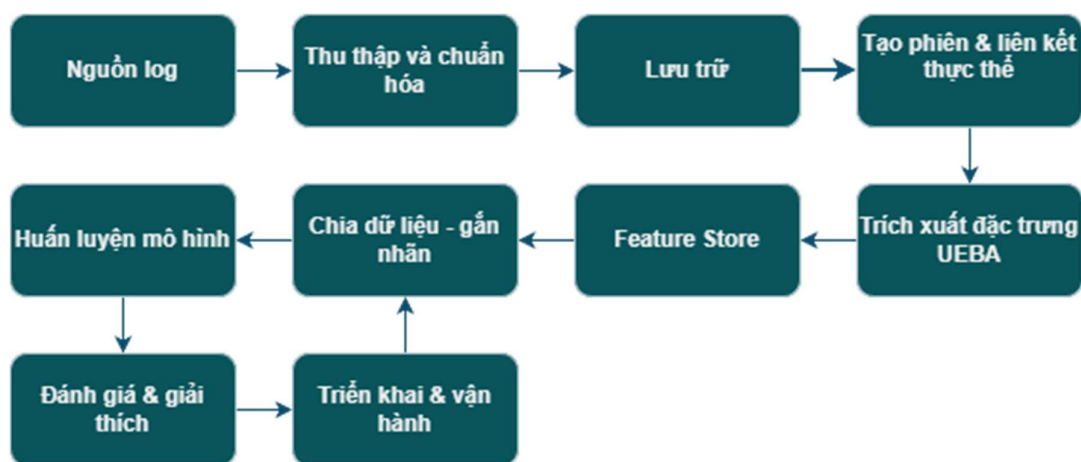 Nguồn log
Thu thập và chuẩn
hóa
Lưu trữ
Tạo phiên & liên kết
thực thể
Trích xuất đặc trưng
UEBA
Feature Store
Chia dữ liệu - gắn
nhãn
Huấn luyện mô hình
Đánh giá & giải
thích
Triển khai & vận
hành